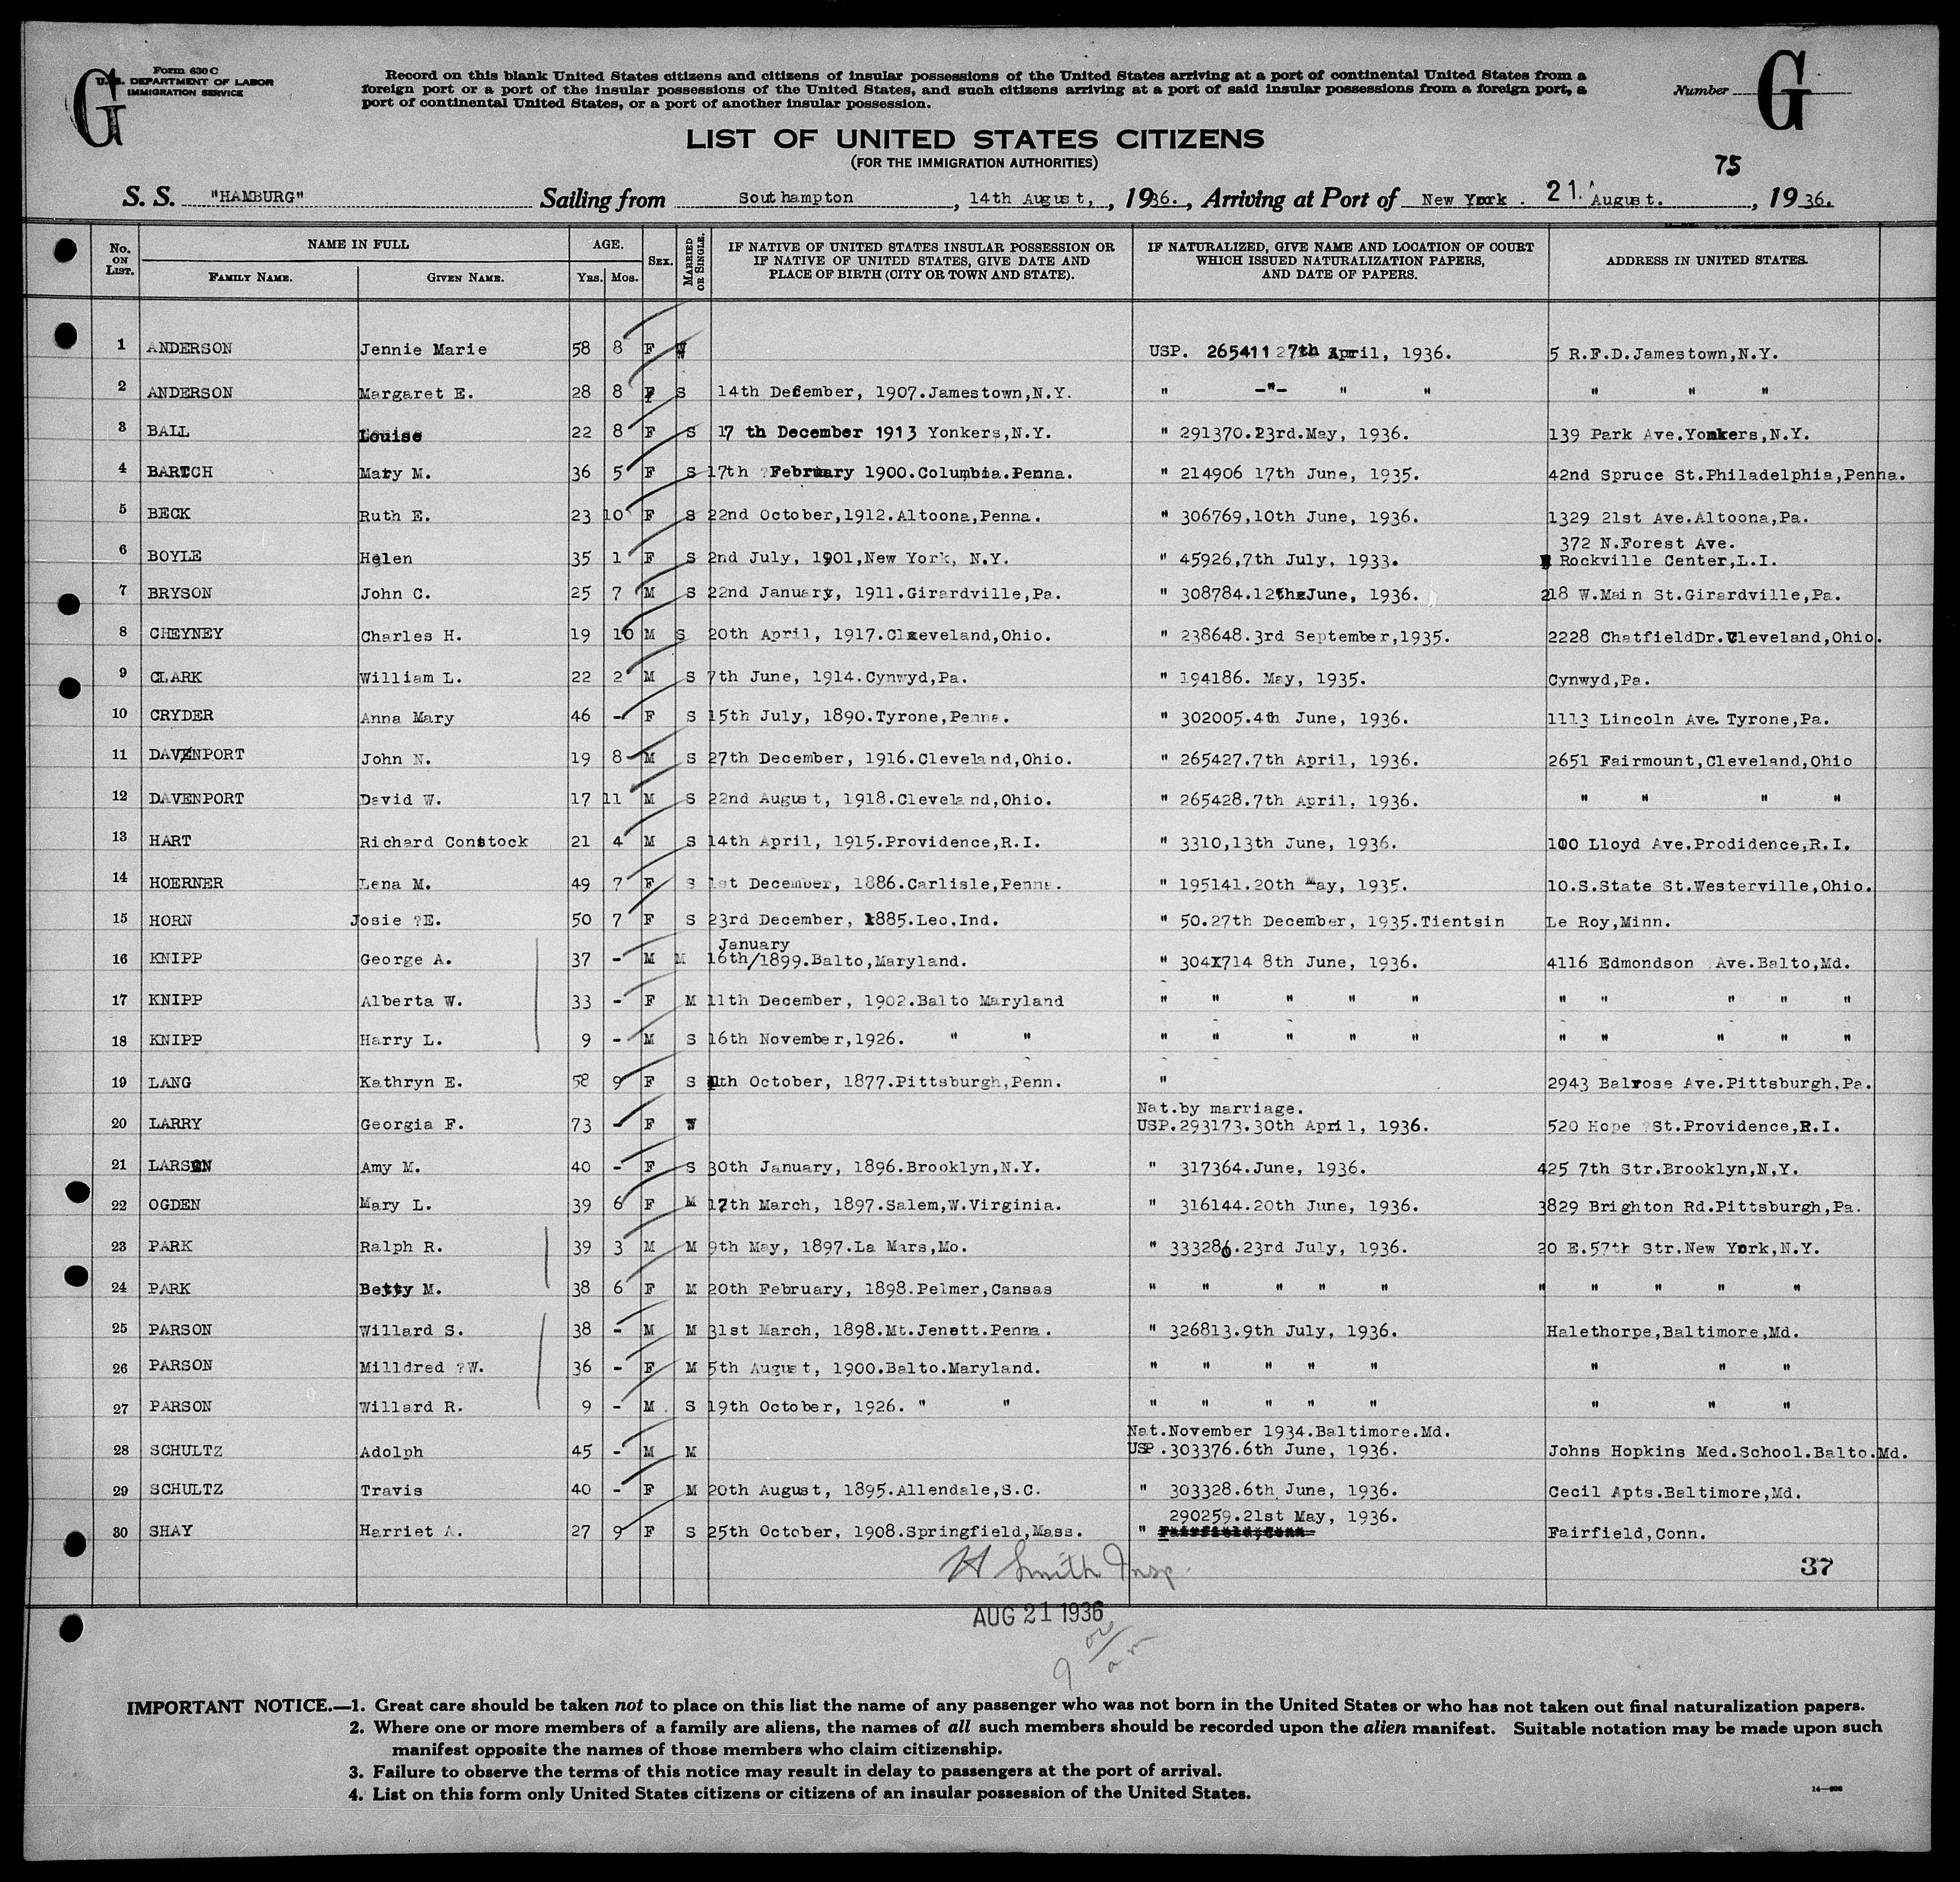 Form 630 C
U.S. DEPARTMENT OF LABOR
IMMIGRATION SERVICE
G
Record on this blank United States citizens and citizens of insular possessions of the United States arriving at a port of continental United States from a
foreign port or a port of the insular possessions of the United States, and such citizens arriving at a port of said insular possessions from a foreign port, a
port of continental United States, or a port of another insular possession.
Number
G
LIST OF UNITED STATES CITIZENS
(FOR THE IMMIGRATION AUTHORITIES)
75
S. S. "HAMBURG" Sailing from Southampton, 14th August, , 1936. , Arriving at Port of New York . 21. August. , 19 36.
No. ON LIST. NAME IN FULL AGE. SEX. MARRIED OR SINGLE. IF NATIVE OF UNITED STATES INSULAR POSSESSION OR IF NATIVE OF UNITED STATES, GIVE DATE AND PLACE OF BIRTH (CITY OR TOWN AND STATE). IF NATURALIZED, GIVE NAME AND LOCATION OF COURT WHICH ISSUED NATURALIZATION PAPERS, AND DATE OF PAPERS. ADDRESS IN UNITED STATES.
FAMILY NAME. GIVEN NAME. YRS. MOS.
1 ANDERSON Jennie Marie 58 8 F W USP. 265411 27th April, 1936. 5 R.F.D.Jamestown,N.Y.
2 ANDERSON Margaret E. 28 8 F S 14th December, 1907.Jamestown,N.Y. " -"- " " " " "
3 BALL Louise 22 8 F S 17 th December 1913 Yonkers,N.Y. " 291370.23rd.May, 1936. 139 Park Ave.Yonkers,N.Y.
4 BARTCH Mary M. 36 5 F S 17th February 1900.Columbia.Penna. " 214906 17th June, 1935. 42nd Spruce St.Philadelphia,Penna.
5 BECK Ruth E. 23 10 F S 22nd October,1912.Altoona,Penna. " 306769,10th June, 1936. 1329 21st Ave.Altoona,Pa.
372 N.Forest Ave.
6 BOYLE Helen 35 1 F S 2nd July, 1901,New York, N.Y. " 45926,7th July, 1933. Rockville Center,L.I.
7 BRYSON John C. 25 7 M S 22nd January, 1911.Girardville,Pa. " 308784.12thxJune, 1936. 218 W.Main St.Girardville,Pa.
8 CHEYNEY Charles H. 19 10 M S 20th April, 1917.Clxeveland,Ohio. " 238648.3rd September,1935. 2228 ChatfieldDr.Cleveland,Ohio.
9 CLARK William L. 22 2 M S 7th June, 1914.Cynwyd,Pa. " 194186. May, 1935. Cynwyd,Pa.
10 CRYDER Anna Mary 46 - F S 15th July, 1890.Tyrone,Penna. " 302005.4th June, 1936. 1113 Lincoln Ave. Tyrone,Pa.
11 DAVENPORT John N. 19 8 M S 27th December, 1916.Cleveland,Ohio. " 265427.7th April, 1936. 2651 Fairmount,Cleveland,Ohio
12 DAVENPORT David W. 17 11 M S 22nd August, 1918.Cleveland,Ohio. " 265428.7th April, 1936. " " " "
13 HART Richard Constock 21 4 M S 14th April, 1915.Providence,R.I. " 3310,13th June, 1936. 100 Lloyd Ave.Prodidence,R.I.
14 HOERNER Lena M. 49 7 F S 1st December, 1886.Carlisle,Penna. " 195141.20th May, 1935. 10.S.State St.Westerville,Ohio.
15 HORN Josie ?E. 50 7 F S 23rd December, 1885.Leo,Ind. " 50.27th December, 1935.Tientsin Le Roy,Minn.
January
16 KNIPP George A. 37 - M M 16th/1899.Balto,Maryland. " 304X714 8th June, 1936. 4116 Edmondson Ave.Balto,Md.
17 KNIPP Alberta W. 33 - F M 11th December, 1902.Balto Maryland " " " " " " " " " "
18 KNIPP Harry L. 9 - M S 16th November,1926. " " " " " " " " " " " "
19 LANG Kathryn E. 58 9 F S 11th October, 1877.Pittsburgh,Penn. " 2943 Balrose Ave.Pittsburgh,Pa.
Nat.by marriage.
20 LARRY Georgia F. 73 - F W USP.293173.30th April, 1936. 520 Hope ?St.Providence,R.I.
21 LARSON Amy M. 40 - F S 30th January, 1896.Brooklyn,N.Y. " 317364.June, 1936. 425 7th Str.Brooklyn,N,Y.
22 OGDEN Mary L. 39 6 F M 17th March, 1897.Salem,W.Virginia. " 316144.20th June, 1936. 3829 Brighton Rd.Pittsburgh,Pa.
23 PARK Ralph R. 39 3 M M 9th May, 1897.La Mars,Mo. " 333286.23rd July, 1936. 20 E.57th Str.New York,N.Y.
24 PARK Betty M. 38 6 F M 20th February, 1898.Pelmer,Cansas " " " " " " " " " "
25 PARSON Willard S. 38 - M M 31st March, 1898.Mt.Jenett.Penna. " 326813.9th July, 1936. Halethorpe,Baltimore,Md.
26 PARSON Milldred ?W. 36 - F M 5th August, 1900.Balto.Maryland. " " " " " " " "
27 PARSON Willard R. 9 - M S 19th October, 1926. " " " " " " " " " "
Nat.November 1934.Baltimore.Md.
28 SCHULTZ Adolph 45 - M M USP.303376.6th June, 1936. Johns Hopkins Med.School.Balto.Md.
29 SCHULTZ Travis 40 - F M 20th August, 1895.Allendale,S.C. " 303328.6th June, 1936. Cecil Apts.Baltimore,Md.
290259.21st May, 1936.
30 SHAY Harriet A. 27 9 F S 25th October, 1908.Springfield,Mass. " Fairfield,Conn Fairfield,Conn.
H Smith Insp.
37
AUG 21 1936
9 00/am
IMPORTANT NOTICE.—1. Great care should be taken not to place on this list the name of any passenger who was not born in the United States or who has not taken out final naturalization papers.
2. Where one or more members of a family are aliens, the names of all such members should be recorded upon the alien manifest. Suitable notation may be made upon such
manifest opposite the names of those members who claim citizenship.
3. Failure to observe the terms of this notice may result in delay to passengers at the port of arrival.
4. List on this form only United States citizens or citizens of an insular possession of the United States.